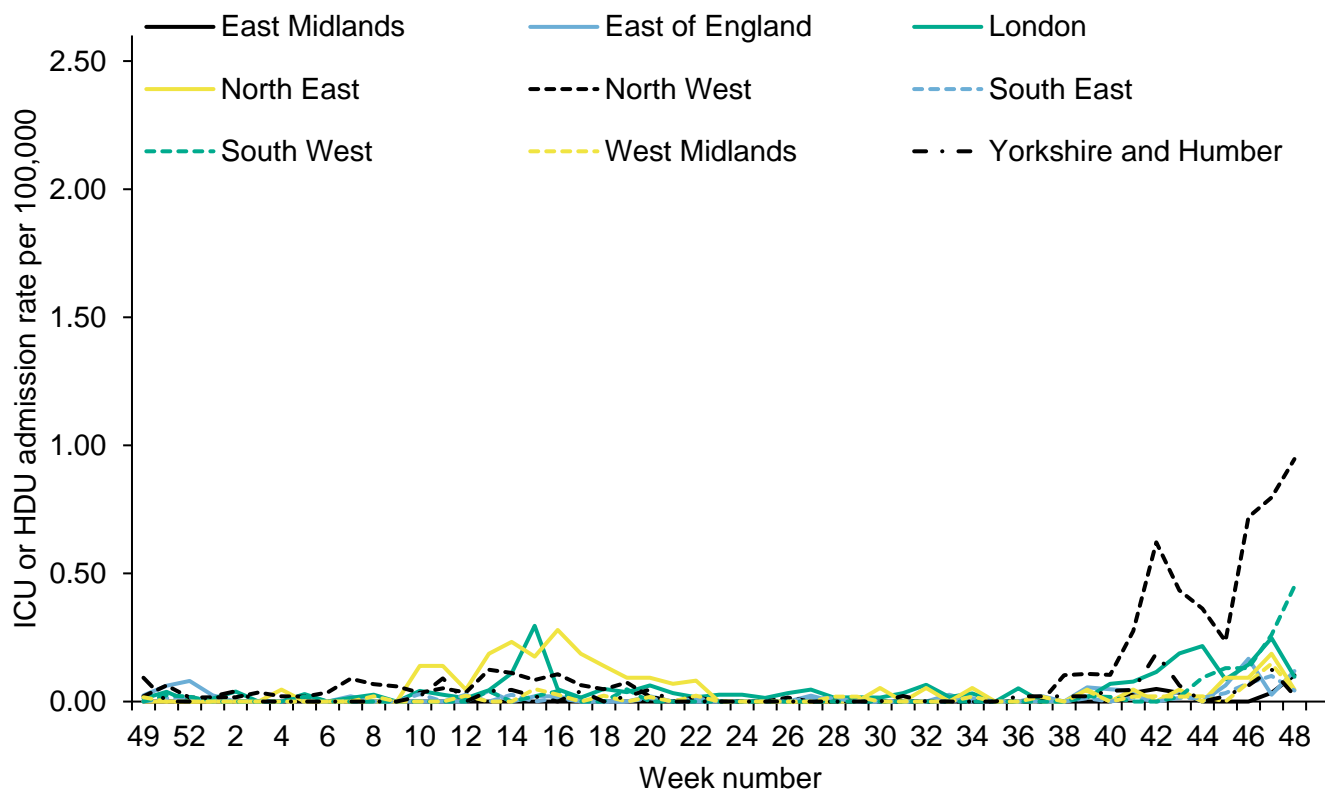 East Midlands East of England London
North East North West South East
South West West Midlands Yorkshire and Humber
ICU or HDU admission rate per 100,000
2.50
2.00
1.50
1.00
0.50
0.00
49 52 2 4 6 8 10 12 14 16 18 20 22 24 26 28 30 32 34 36 38 40 42 44 46 48
Week number